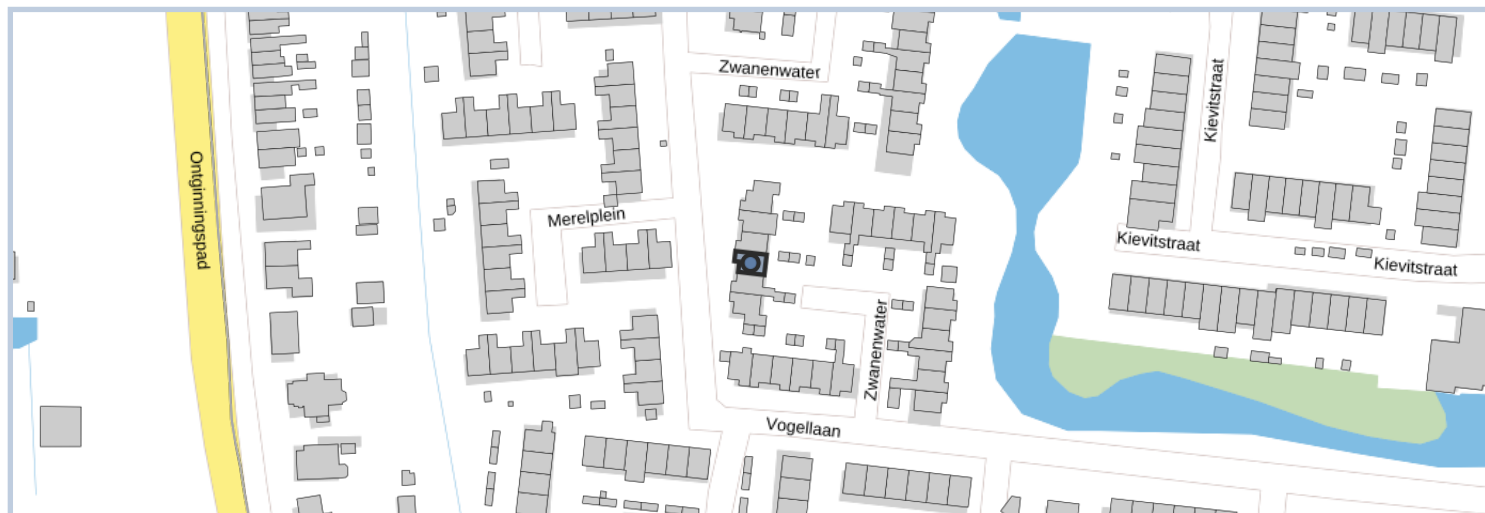 Zwanenwater
Kievitstraat
Ontginningspad
Merelplein
Kievitstraat
Kievitstraat
Zwanenwater
Vogellaan